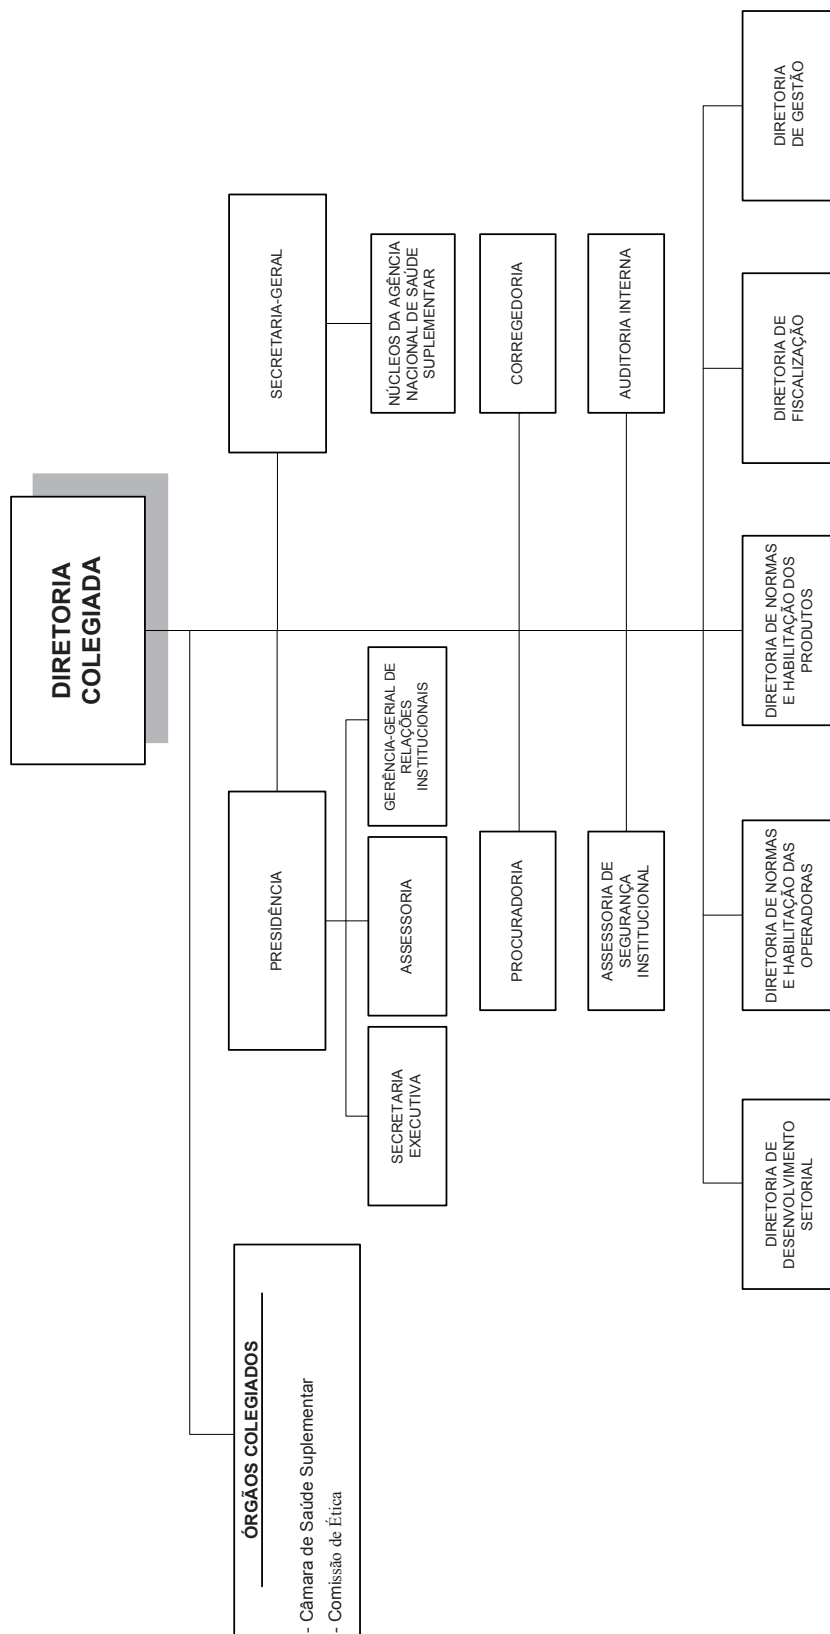 DIRETORIA
COLEGIADA
ÓRGÃOS COLEGIADOS
- Câmara de Saúde Suplementar
- Comissão de Ética
PRESIDÊNCIA
SECRETARIA-GERAL
SECRETARIA
EXECUTIVA
ASSESSORIA
GERÊNCIA-GERIAL DE
RELAÇÕES
INSTITUCIONAIS
NÚCLEOS DA AGÊNCIA
NACIONAL DE SAÚDE
SUPLEMENTAR
PROCURADORIA
CORREGEDORIA
ASSESSORIA DE
SEGURANÇA
INSTITUCIONAL
AUDITORIA INTERNA
DIRETORIA DE
DESENVOLVIMENTO
SETORIAL
DIRETORIA DE NORMAS
E HABILITAÇÃO DAS
OPERADORAS
DIRETORIA DE NORMAS
E HABILITAÇÃO DOS
PRODUTOS
DIRETORIA DE
FISCALIZAÇÃO
DIRETORIA
DE GESTÃO